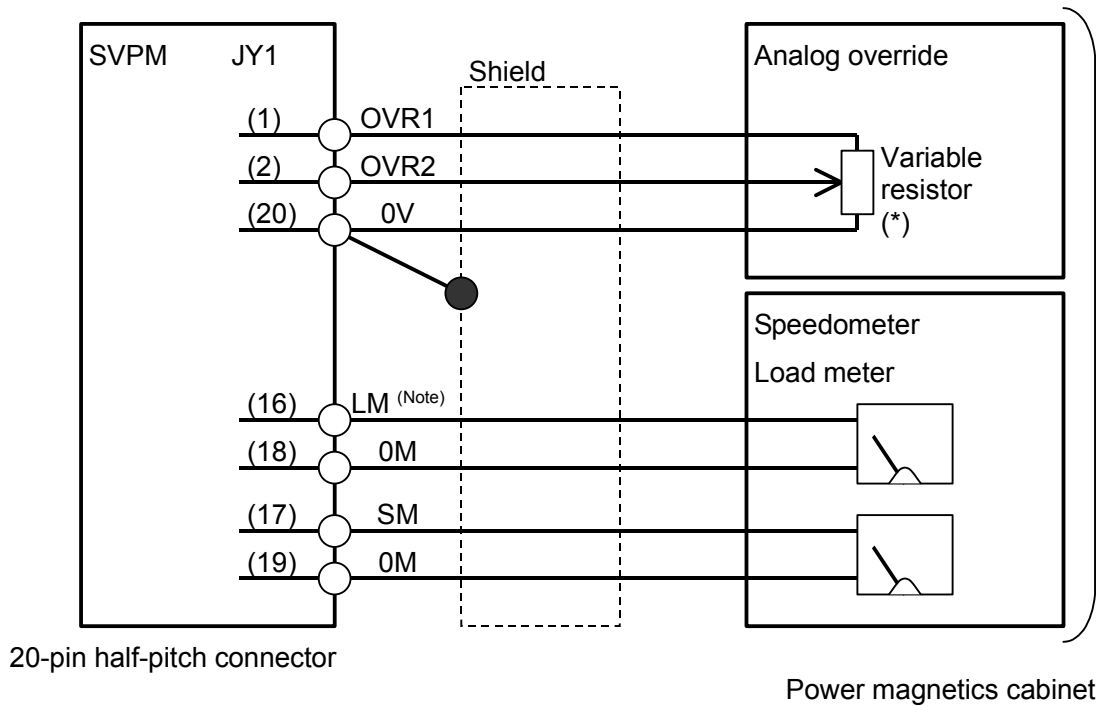 SVPM JY1
Shield
Analog override
(1) OVR1
(2) OVR2
(20) 0V
Variable
resistor
(*)
Speedometer
Load meter
(16) LM (Note)
(18) 0M
(17) SM
(19) 0M
20-pin half-pitch connector
Power magnetics cabinet